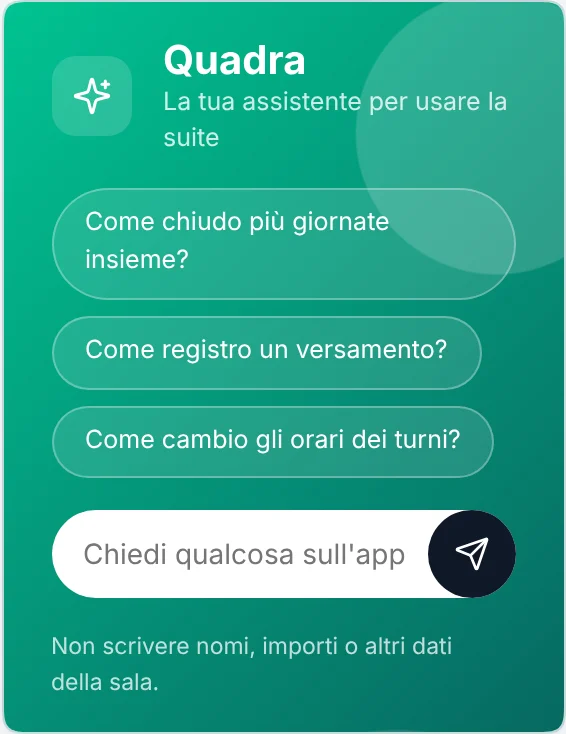 Quadra
La tua assistente per usare la
suite
Come chiudo più giornate
insieme?
Come registro un versamento?
Come cambio gli orari dei turni?
Chiedi qualcosa sull'app
Non scrivere nomi, importi o altri dati
della sala.